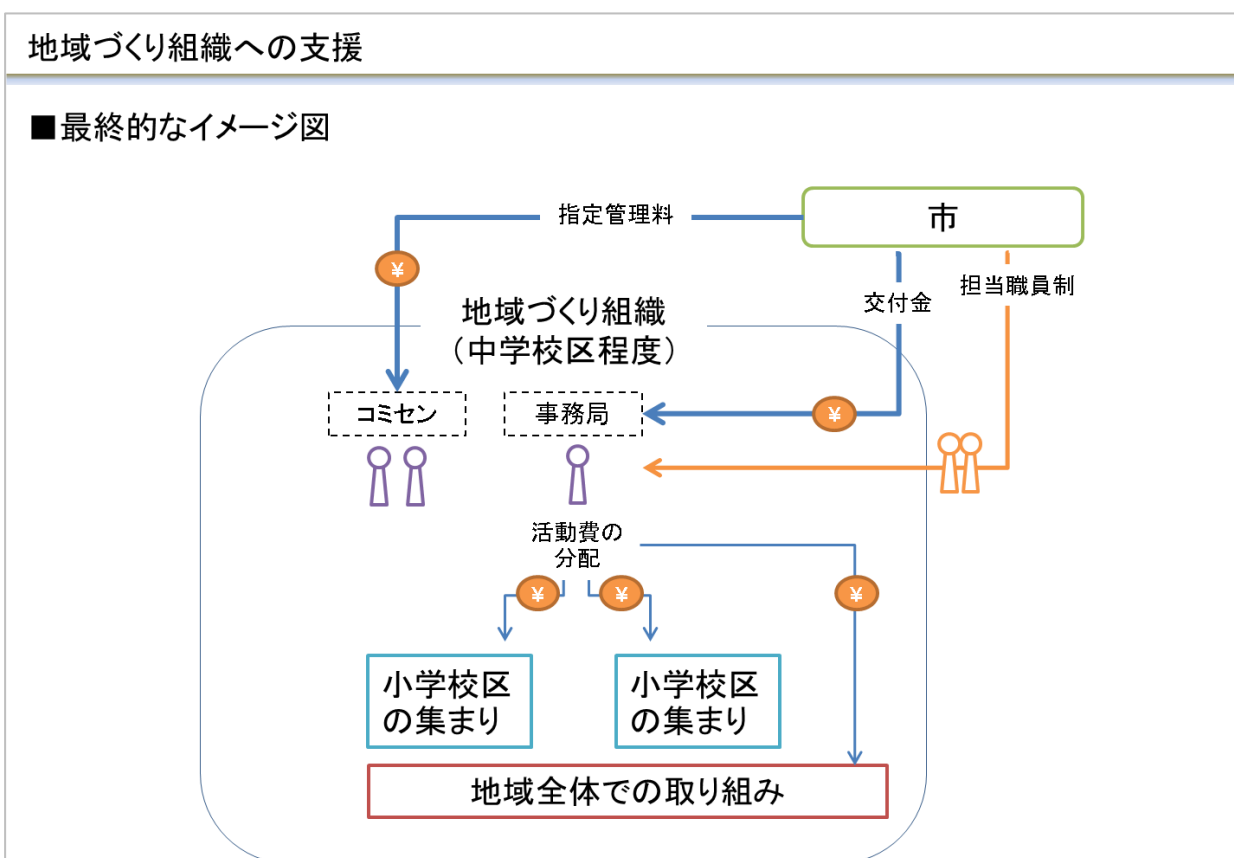 地域づくり組織への支援
■最終的なイメージ図
市
指定管理料
¥
交付金
担当職員制
地域づくり組織
（中学校区程度）
コミセン
事務局
¥
活動費の
分配
¥
¥
¥
小学校区
の集まり
小学校区
の集まり
地域全体での取り組み